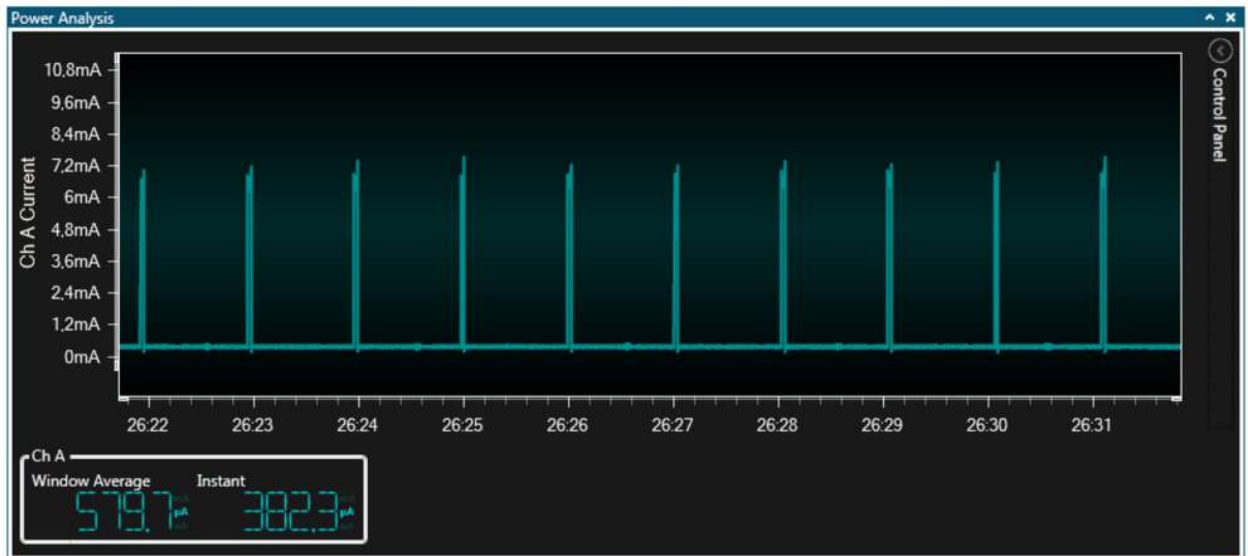 Power Analysis
Control Panel
Ch A Current
10,8mA
9,6mA
8,4mA
7,2mA
6mA
4,8mA
3,6mA
2,4mA
1,2mA
0mA
26:22 26:23 26:24 26:25 26:26 26:27 26:28 26:29 26:30 26:31
Ch A
Window Average Instant
579.7 µA 382.3 µA